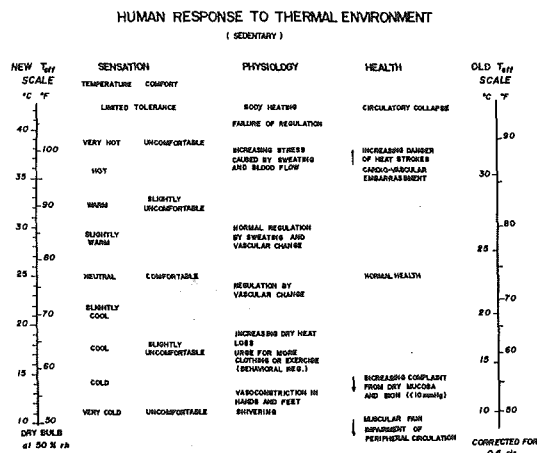 HUMAN RESPONSE TO THERMAL ENVIRONMENT
( SEDENTARY )
NEW Teff
SCALE
°C °F
SENSATION
TEMPERATURE COMFORT
PHYSIOLOGY
HEALTH
OLD Teff
SCALE
°C °F
LIMITED TOLERANCE
BODY HEATING
CIRCULATORY COLLAPSE
FAILURE OF REGULATION
40
90
VERY HOT UNCOMFORTABLE
100
INCREASING STRESS
CAUSED BY SWEATING
AND BLOOD FLOW
INCREASING DANGER
OF HEAT STROKES
CARDIO-VASCULAR
EMBARRASSMENT
HOT
35
30
WARM
SLIGHTLY
UNCOMFORTABLE
90
30
SLIGHTLY
WARM
NORMAL REGULATION
BY SWEATING AND
VASCULAR CHANGE
80
80
25
25
NEUTRAL COMFORTABLE
NORMAL HEALTH
REGULATION BY
VASCULAR CHANGE
70
SLIGHTLY
COOL
70
20
20
INCREASING DRY HEAT
LOSS
URGE FOR MORE
CLOTHING OR EXERCISE
(BEHAVIORAL REG.)
COOL
SLIGHTLY
UNCOMFORTABLE
60
15
15
60
COLD
INCREASING COMPLAINT
FROM DRY MUCOSA
AND SKIN (<10 mmHg)
VASOCONSTRICTION IN
HANDS AND FEET
SHIVERING
VERY COLD UNCOMFORTABLE
10 50
10 50
DRY BULB
at 50 % rh
MUSCULAR PAIN
IMPAIRMENT OF
PERIPHERAL CIRCULATION
CORRECTED FOR